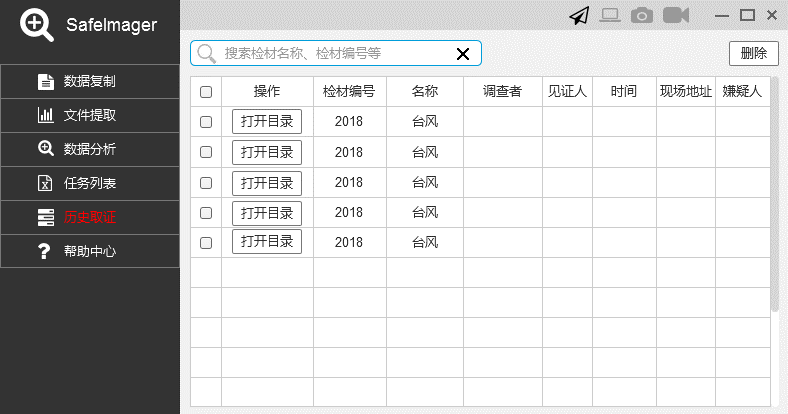 SafeImager
数据复制
文件提取
数据分析
任务列表
历史取证
帮助中心
搜索检材名称、检材编号等
删除
操作 检材编号 名称 调查者 见证人 时间 现场地址 嫌疑人
打开目录 2018 台风
打开目录 2018 台风
打开目录 2018 台风
打开目录 2018 台风
打开目录 2018 台风